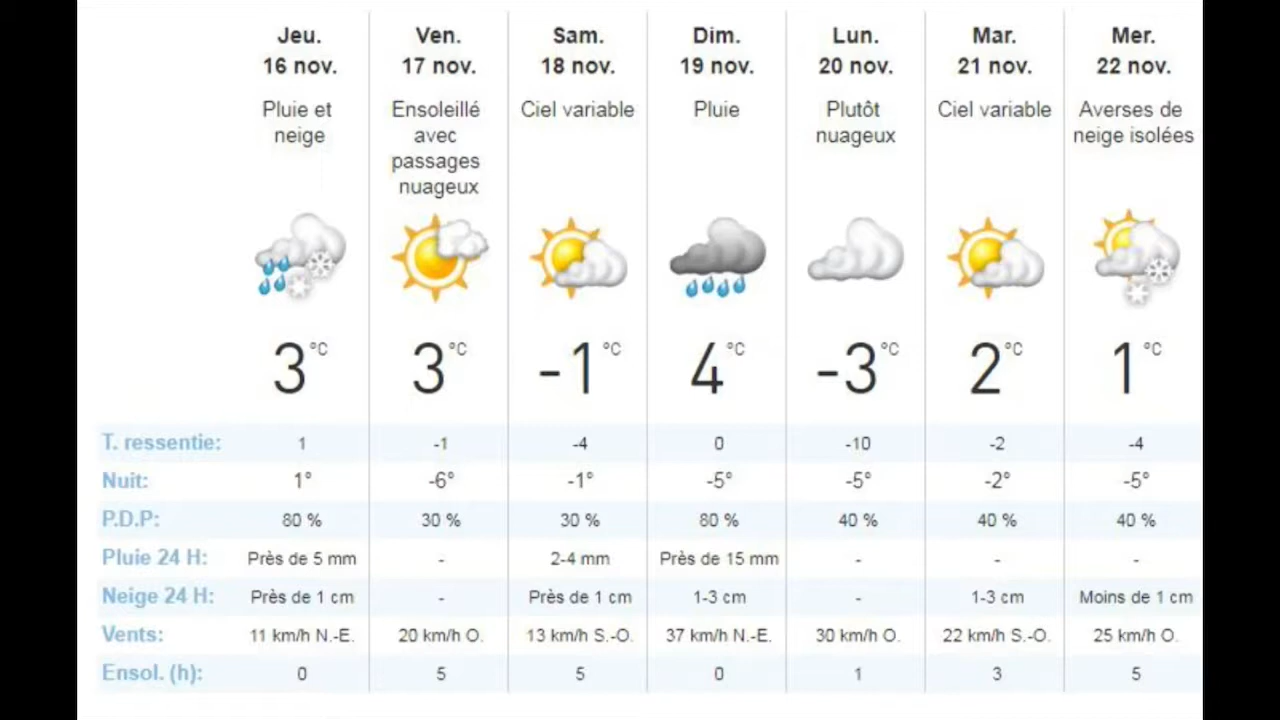 Jeu. Ven. Sam. Dim. Lun. Mar. Mer.
16 nov. 17 nov. 18 nov. 19 nov. 20 nov. 21 nov. 22 nov.
Pluie et Ensoleillé Ciel variable Pluie Plutôt Ciel variable Averses de
neige avec nuageux neige isolées
passages
nuageux
3°C 3°C -1°C 4°C -3°C 2°C 1°C
T. ressentie: 1 -1 -4 0 -10 -2 -4
Nuit: 1° -6° -1° -5° -5° -2° -5°
P.D.P: 80 % 30 % 30 % 80 % 40 % 40 % 40 %
Pluie 24 H: Près de 5 mm - 2-4 mm Près de 15 mm - - -
Neige 24 H: Près de 1 cm - Près de 1 cm 1-3 cm - 1-3 cm Moins de 1 cm
Vents: 11 km/h N.-E. 20 km/h O. 13 km/h S.-O. 37 km/h N.-E. 30 km/h O. 22 km/h S.-O. 25 km/h O.
Ensol. (h): 0 5 5 0 1 3 5